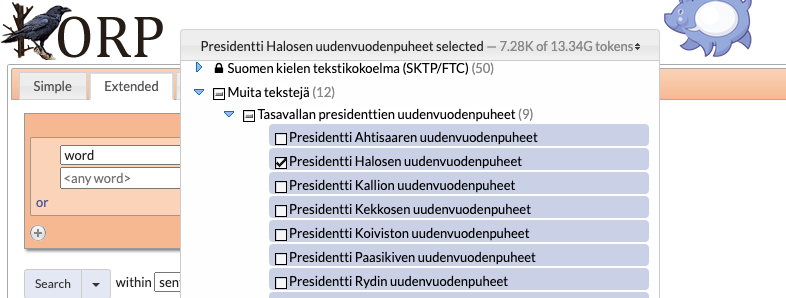 KORP
Presidentti Halosen uudenvuodenpuheet selected — 7.28K of 13.34G tokens
Suomen kielen tekstikokoelma (SKTP/FTC) (50)
Simple
Extended
Muita tekstejä (12)
Tasavallan presidenttien uudenvuodenpuheet (9)
Presidentti Ahtisaaren uudenvuodenpuheet
word
Presidentti Halosen uudenvuodenpuheet
<any word>
Presidentti Kallion uudenvuodenpuheet
or
Presidentti Kekkosen uudenvuodenpuheet
Presidentti Koiviston uudenvuodenpuheet
Presidentti Paasikiven uudenvuodenpuheet
Search
within
Presidentti Rydin uudenvuodenpuheet